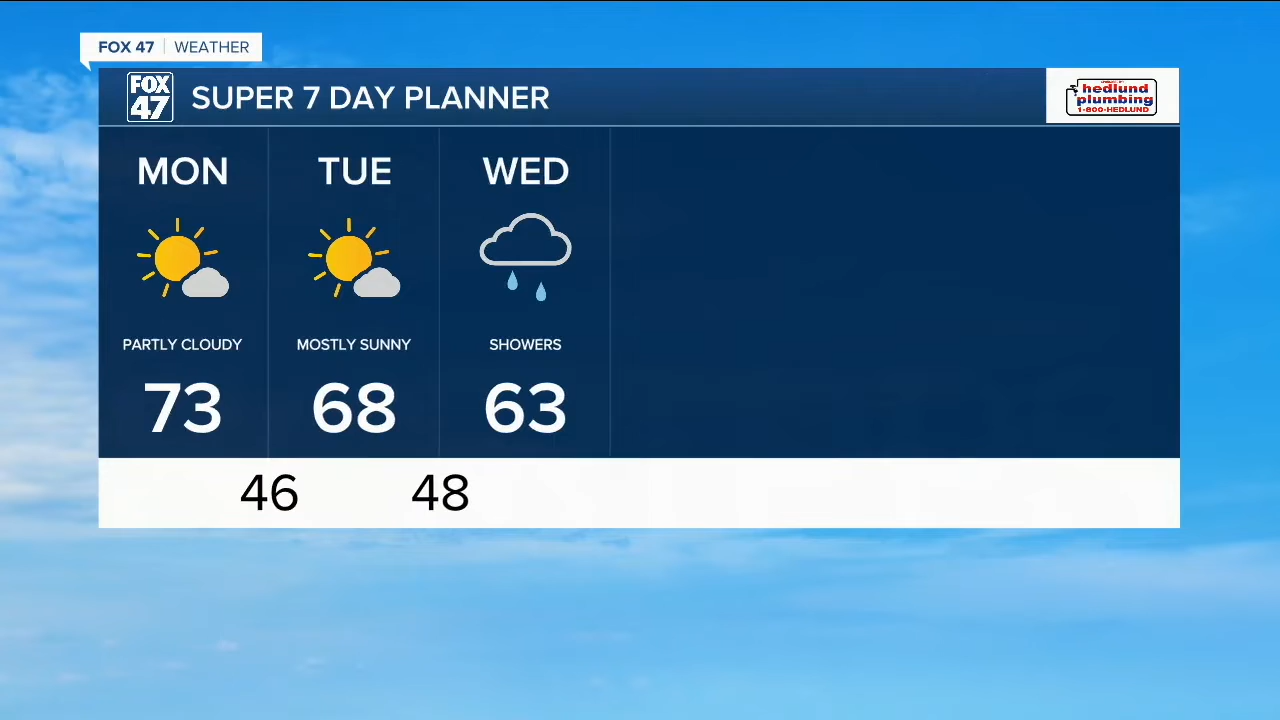 FOX 47 | WEATHER
FOX 47
SUPER 7 DAY PLANNER
hedlund
plumbing
1-800-HEDLUND
MON TUE WED
PARTLY CLOUDY MOSTLY SUNNY SHOWERS
73 68 63
46 48